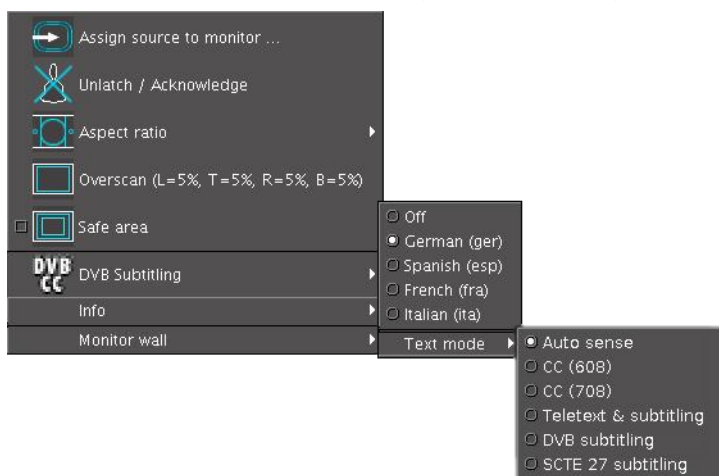 Assign source to monitor ...
Unlatch / Acknowledge
Aspect ratio
Overscan (L=5%, T=5%, R=5%, B=5%)
Safe area
DVB
CC
DVB Subtitling
Info
Monitor wall
Off
German (ger)
Spanish (esp)
French (fra)
Italian (ita)
Text mode
Auto sense
CC (608)
CC (708)
Teletext & subtitling
DVB subtitling
SCTE 27 subtitling